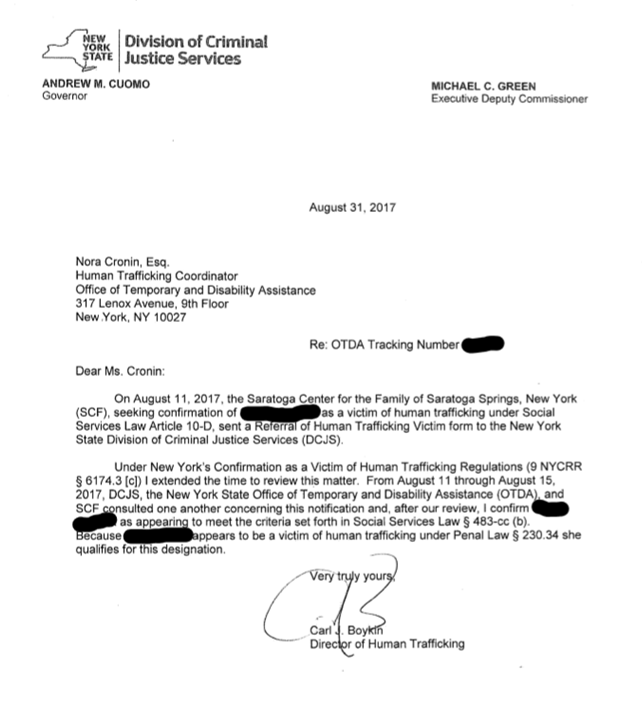 NEW
YORK
STATE
Division of Criminal
Justice Services
ANDREW M. CUOMO
Governor
MICHAEL C. GREEN
Executive Deputy Commissioner
August 31, 2017
Nora Cronin, Esq.
Human Trafficking Coordinator
Office of Temporary and Disability Assistance
317 Lenox Avenue, 9th Floor
New York, NY 10027
Re: OTDA Tracking Number
Dear Ms. Cronin:
On August 11, 2017, the Saratoga Center for the Family of Saratoga Springs, New York
(SCF), seeking confirmation of as a victim of human trafficking under Social
Services Law Article 10-D, sent a Referral of Human Trafficking Victim form to the New York
State Division of Criminal Justice Services (DCJS).
Under New York's Confirmation as a Victim of Human Trafficking Regulations (9 NYCRR
§ 6174.3 [c]) I extended the time to review this matter. From August 11 through August 15,
2017, DCJS, the New York State Office of Temporary and Disability Assistance (OTDA), and
SCF consulted one another concerning this notification and, after our review, I confirm
as appearing to meet the criteria set forth in Social Services Law § 483-cc (b).
Because appears to be a victim of human trafficking under Penal Law § 230.34 she
qualifies for this designation.
Very truly yours,
Carl J. Boykin
Director of Human Trafficking